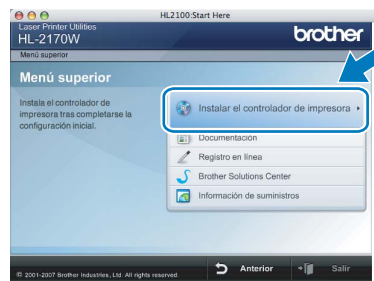 HL2100:Start Here
Laser Printer Utilities
HL-2170W
brother
Menú superior
Menú superior
Instala el controlador de
impresora tras completarse la
configuración inicial.
Instalar el controlador de impresora
Documentación
Registro en línea
Brother Solutions Center
Información de suministros
© 2001-2007 Brother Industries, Ltd. All rights reserved.
Anterior
Salir